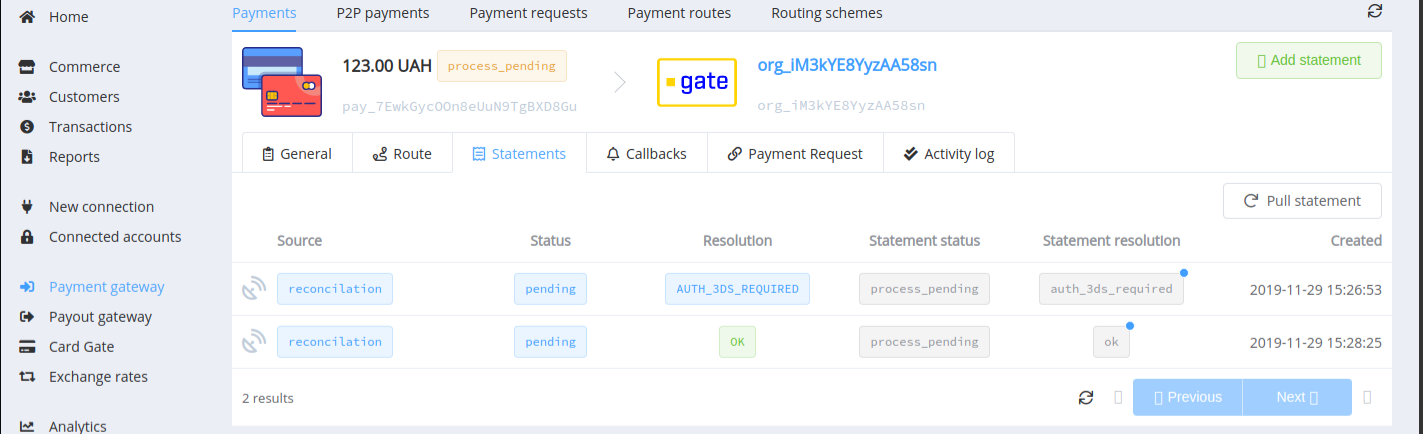 Home
Commerce
Customers
Transactions
Reports
New connection
Connected accounts
Payment gateway
Payout gateway
Card Gate
Exchange rates
Analytics
Payments P2P payments Payment requests Payment routes Routing schemes
123.00 UAH process_pending
pay_7EwkGycOOn8eUuN9TgBXD8Gu
gate
org_iM3kYE8YyzAA58sn
org_iM3kYE8YyzAA58sn
Add statement
General Route Statements Callbacks Payment Request Activity log
Pull statement
Source Status Resolution Statement status Statement resolution Created
reconcilation pending AUTH_3DS_REQUIRED process_pending auth_3ds_required 2019-11-29 15:26:53
reconcilation pending OK process_pending ok 2019-11-29 15:28:25
2 results Previous Next